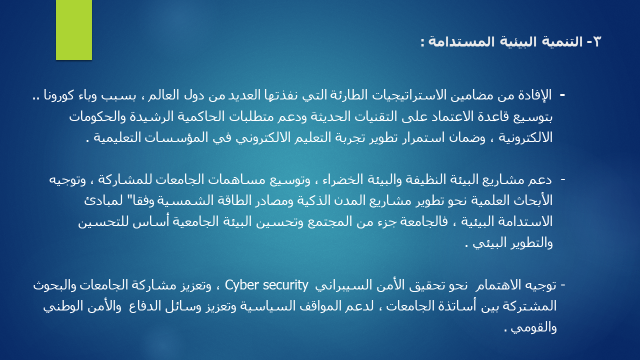 ٣- التنمية البيئية المستدامة :
- الإفادة من مضامين الاستراتيجيات الطارئة التي نفذتها العديد من دول العالم ، بسبب وباء كورونا ..
بتوسيع قاعدة الاعتماد على التقنيات الحديثة ودعم متطلبات الحاكمية الرشيدة والحكومات
الالكترونية ، وضمان استمرار تطوير تجربة التعليم الالكتروني في المؤسسات التعليمية .
- دعم مشاريع البيئة النظيفة والبيئة الخضراء ، وتوسيع مساهمات الجامعات للمشاركة ، وتوجيه
الأبحاث العلمية نحو تطوير مشاريع المدن الذكية ومصادر الطاقة الشمسية وفقا" لمبادئ
الاستدامة البيئية ، فالجامعة جزء من المجتمع وتحسين البيئة الجامعية أساس للتحسين
والتطوير البيئي .
- توجيه الاهتمام نحو تحقيق الأمن السيبراني Cyber security ، وتعزيز مشاركة الجامعات والبحوث
المشتركة بين أساتذة الجامعات ، لدعم المواقف السياسية وتعزيز وسائل الدفاع والأمن الوطني
والقومي .